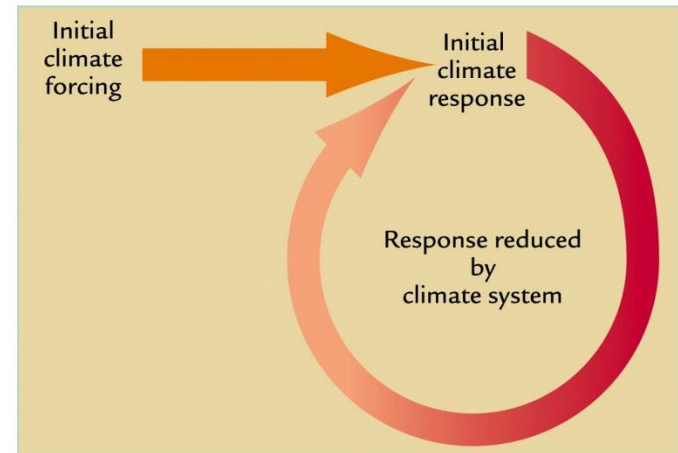 Initial
climate
forcing
Initial
climate
response
Response reduced
by
climate system